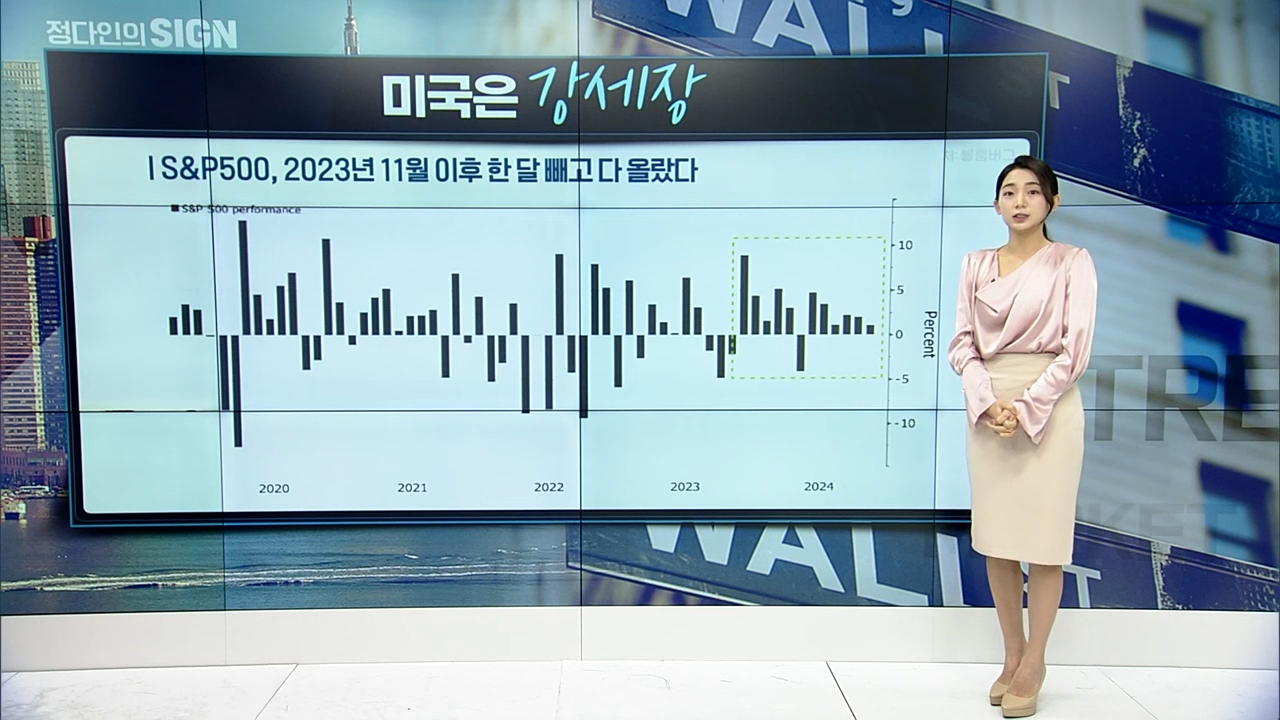 정다인의 SIGN
미국은 강세장
S&P500, 2023년 11월 이후 한 달 빼고 다 올랐다
S&P 500 performance
10
5
0
-5
-10
Percent
2020
2021
2022
2023
2024
WALL
WALL ST
TRE